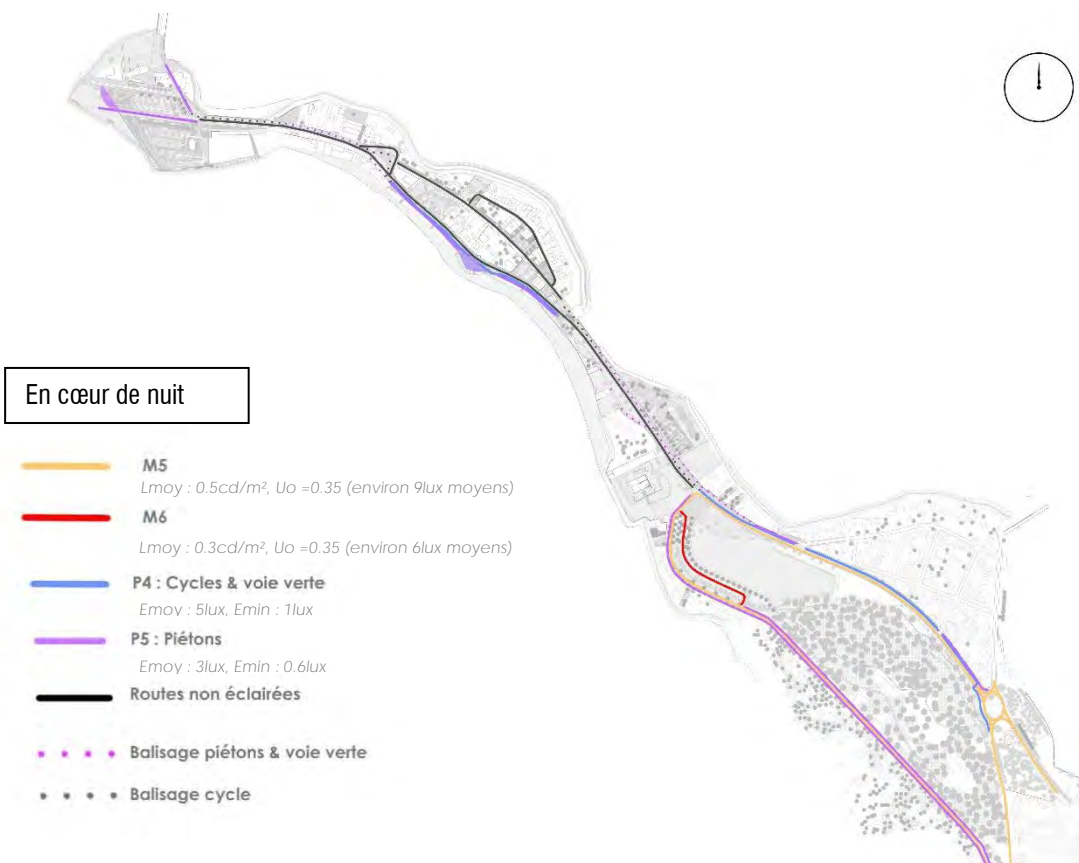 En cœur de nuit
M5
Lmoy : 0.5cd/m², Uo =0.35 (environ 9lux moyens)
M6
Lmoy : 0.3cd/m², Uo =0.35 (environ 6lux moyens)
P4 : Cycles & voie verte
Emoy : 5lux, Emin : 1lux
P5 : Piétons
Emoy : 3lux, Emin : 0.6lux
Routes non éclairées
Balisage piétons & voie verte
Balisage cycle